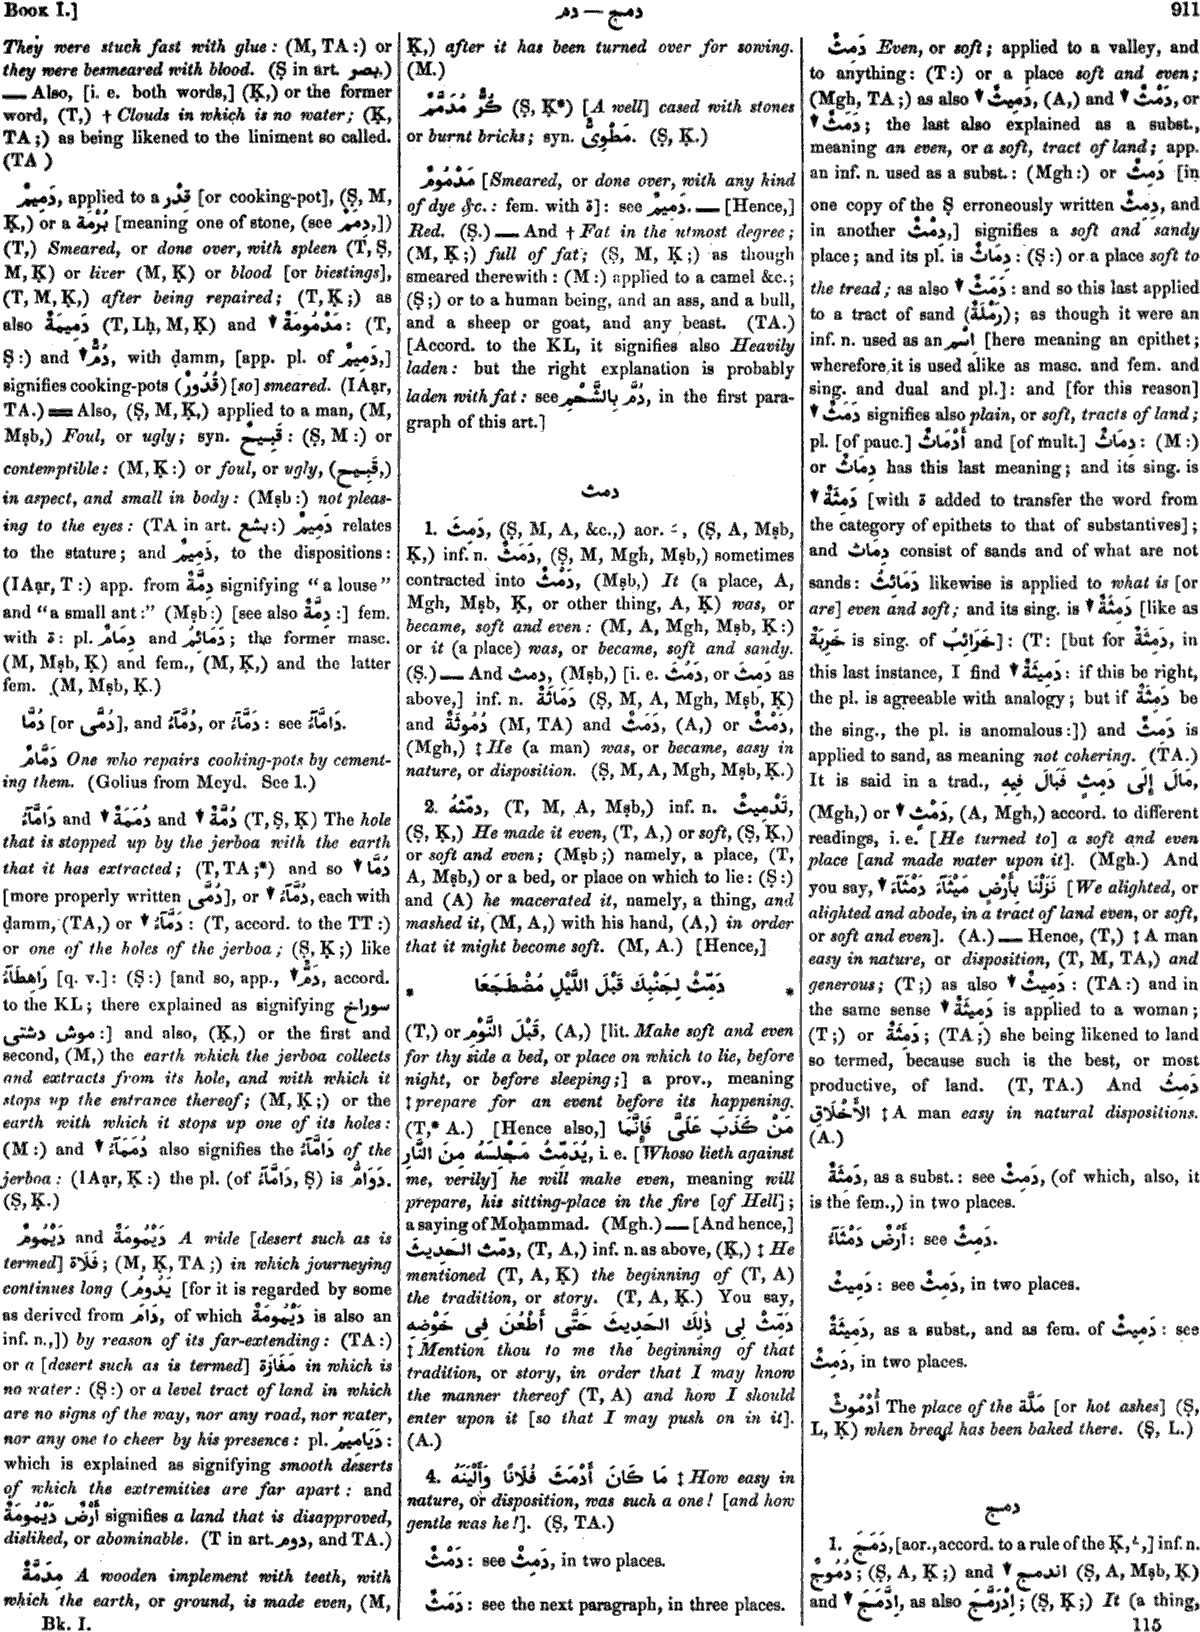 Book I.]
دمج — دم
911
They were stuck fast with glue: (M, TA:) or
they were besmeared with blood. (Ṣ in art. بصر.)
— Also, [i. e. both words,] (Ḳ,) or the former
word, (T,) † Clouds in which is no water; (Ḳ,
TA;) as being likened to the liniment so called.
(TA )
دَمِيمٌ, applied to a قِدْر [or cooking-pot], (Ṣ, M,
Ḳ,) or a بُرْمَة [meaning one of stone, (see دِمَمٌ,])
(T,) Smeared, or done over, with spleen (T, Ṣ,
M, Ḳ) or liver (M, Ḳ) or blood [or biestings],
(T, M, Ḳ,) after being repaired; (T, Ḳ;) as
also دَمِيمَةٌ (T, Lḥ, M, Ḳ) and ▼ مَدْمُومَةٌ: (T,
Ṣ:) and ▼ دُمٌّ, with ḍamm, [app. pl. of دَمِيمٌ,]
signifies cooking-pots (قُدُورٌ) [so] smeared. (IAạr,
TA.) ═ Also, (Ṣ, M, Ḳ,) applied to a man, (M,
Mṣb,) Foul, or ugly; syn. قَبِيحٌ: (Ṣ, M:) or
contemptible: (M, Ḳ:) or foul, or ugly, (قَبِيح,)
in aspect, and small in body: (Mṣb:) not pleas-
ing to the eyes: (TA in art. بشع:) دَمِيمٌ relates
to the stature; and ذَمِيمٌ, to the dispositions:
(IAạr, T:) app. from دِمَّةٌ signifying "a louse"
and "a small ant:" (Mṣb:) [see also دِمَّةٌ:] fem.
with ة: pl. دِمَامٌ and دَمَائِمُ; the former masc.
(M, Mṣb, Ḳ) and fem., (M, Ḳ,) and the latter
fem. (M, Mṣb, Ḳ.)
دُمَّا [or دُمَّى], and دُمَّآءُ, or دَمَّآءُ: see دَامَّآءُ.
دَمَّامٌ One who repairs cooking-pots by cement-
ing them. (Golius from Meyd. See 1.)
دَامَّآءُ and ▼ دُمَمَةٌ and ▼ دُمَّةٌ (T, Ṣ, Ḳ) The hole
that is stopped up by the jerboa with the earth
that it has extracted; (T, TA;*) and so ▼ دُمَّا
[more properly written دُمَّى], or ▼ دُمَّآءُ, each with
ḍamm, (TA,) or ▼ دَمَّآءُ: (T, accord. to the TT:)
or one of the holes of the jerboa; (Ṣ, Ḳ;) like
رَاهِطَآءُ [q. v.]: (Ṣ:) [and so, app., ▼ دَمٌّ, accord.
to the KL; there explained as signifying سوراخ
موش دشتى:] and also, (Ḳ,) or the first and
second, (M,) the earth which the jerboa collects
and extracts from its hole, and with which it
stops up the entrance thereof; (M, Ḳ;) or the
earth with which it stops up one of its holes:
(M:) and ▼ دُمَمَآءُ also signifies the دَامَّآءُ of the
jerboa: (IAạr, Ḳ:) the pl. (of دَامَّآءُ, Ṣ) is دَوَامُّ.
(Ṣ, Ḳ.)
دَيْمُومٌ and دَيْمُومَةٌ A wide [desert such as is
termed] فَلَاة; (M, Ḳ, TA;) in which journeying
continues long (يَدُومُ [for it is regarded by some
as derived from دَامَ, of which دَيْمُومَةٌ is also an
inf. n.,]) by reason of its far-extending: (TA:)
or a [desert such as is termed] مَفَازَة in which is
no water: (Ṣ:) or a level tract of land in which
are no signs of the way, nor any road, nor water,
nor any one to cheer by his presence: pl. دَيَامِيمُ:
which is explained as signifying smooth deserts
of which the extremities are far apart: and
أَرْضٌ دَيْمُومَةٌ signifies a land that is disapproved,
disliked, or abominable. (T in art. دوم, and TA.)
مِدَمَّةٌ A wooden implement with teeth, with
which the earth, or ground, is made even, (M,
Bk. I.
Ḳ,) after it has been turned over for sowing.
(M.)
كُرٌّ مُدَمَّمٌ (Ṣ, Ḳ*) [A well] cased with stones
or burnt bricks; syn. مَطْوِىٌّ. (Ṣ, Ḳ.)
مَدْمُومٌ [Smeared, or done over, with any kind
of dye &c.: fem. with ة]: see دَمِيمٌ. — [Hence,]
Red. (Ṣ.) — And † Fat in the utmost degree;
(M, Ḳ;) full of fat; (Ṣ, M, Ḳ;) as though
smeared therewith: (M:) applied to a camel &c.;
(Ṣ;) or to a human being, and an ass, and a bull,
and a sheep or goat, and any beast. (TA.)
[Accord. to the KL, it signifies also Heavily
laden: but the right explanation is probably
laden with fat: see دُمَّ بِالشَّحْمِ, in the first para-
graph of this art.]
دمث
1. دَمِثَ, (Ṣ, M, A, &c.,) aor. ـَ, (Ṣ, A, Mṣb,
Ḳ,) inf. n. دَمَثٌ, (Ṣ, M, Mgh, Mṣb,) sometimes
contracted into دَمْثٌ, (Mṣb,) It (a place, A,
Mgh, Mṣb, Ḳ, or other thing, A, Ḳ) was, or
became, soft and even: (M, A, Mgh, Mṣb, Ḳ:)
or it (a place) was, or became, soft and sandy.
(Ṣ.) — And دمث, (Mṣb,) [i. e. دَمُثَ, or دَمِثَ as
above,] inf. n. دَمَاثَةٌ (Ṣ, M, A, Mgh, Mṣb, Ḳ)
and دُمُوثَةٌ (M, TA) and دَمَثٌ, (A,) or دَمْثٌ,
(Mgh,) ‡ He (a man) was, or became, easy in
nature, or disposition. (Ṣ, M, A, Mgh, Mṣb, Ḳ.)
2. دمّثهُ, (T, M, A, Mṣb,) inf. n. تَدْمِيثٌ,
(Ṣ, Ḳ,) He made it even, (T, A,) or soft, (Ṣ, Ḳ,)
or soft and even; (Mṣb;) namely, a place, (T,
A, Mṣb,) or a bed, or place on which to lie: (Ṣ:)
and (A) he macerated it, namely, a thing, and
mashed it, (M, A,) with his hand, (A,) in order
that it might become soft. (M, A.) [Hence,]
* دَمِّثْ لِجَنْبِكَ قَبْلَ اللَّيْلِ مُضْطَجَعَا *
(T,) or قَبْلَ النَّوْمِ, (A,) [lit. Make soft and even
for thy side a bed, or place on which to lie, before
night, or before sleeping;] a prov., meaning
‡ prepare for an event before its happening.
(T,* A.) [Hence also,] مَنْ كَذَبَ عَلَىَّ فَإِنَّمَا
يُدَمِّثُ مَجْلِسَهُ مِنَ النَّارِ, i. e. [Whoso lieth against
me, verily] he will make even, meaning will
prepare, his sitting-place in the fire [of Hell];
a saying of Moḥammad. (Mgh.) — [And hence,]
دمّث الحَدِيثَ, (T, A,) inf. n. as above, (Ḳ,) ‡ He
mentioned (T, A, Ḳ) the beginning of (T, A)
the tradition, or story. (T, A, Ḳ.) You say,
دَمِّثْ لِى ذٰلِكَ الحَدِيثَ حَتَّى أَطْعُنَ فِى حَوْضِهِ
‡ Mention thou to me the beginning of that
tradition, or story, in order that I may know
the manner thereof (T, A) and how I should
enter upon it [so that I may push on in it].
(A.)
4. مَا كَانَ أَدْمَثَ فُلَانًا وَأَلْيَنَهُ ‡ How easy in
nature, or disposition, was such a one! [and how
gentle was he!]. (Ṣ, TA.)
دَمْثٌ: see دَمِثٌ, in two places.
دَمَثٌ: see the next paragraph, in three places.
دَمِثٌ Even, or soft; applied to a valley, and
to anything: (T:) or a place soft and even;
(Mgh, TA;) as also ▼ دَمِيثٌ, (A,) and ▼ دَمْثٌ, or
▼ دَمَثٌ; the last also explained as a subst.,
meaning an even, or a soft, tract of land; app.
an inf. n. used as a subst.: (Mgh:) or دَمِثٌ [in
one copy of the Ṣ erroneously written دِمَثٌ, and
in another دِمْثٌ,] signifies a soft and sandy
place; and its pl. is دِمَاثٌ: (Ṣ:) or a place soft to
the tread; as also ▼ دَمَثٌ: and so this last applied
to a tract of sand (رَمْلَةٌ); as though it were an
inf. n. used as an اِسْم [here meaning an epithet;
wherefore it is used alike as masc. and fem. and
sing. and dual and pl.]: and [for this reason]
▼ دَمَثٌ signifies also plain, or soft, tracts of land;
pl. [of pauc.] أَدْمَاثٌ and [of mult.] دِمَاثٌ: (M:)
or دِمَاثٌ has this last meaning; and its sing. is
▼ دَمِثَةٌ [with ة added to transfer the word from
the category of epithets to that of substantives];
and دِمَاث consist of sands and of what are not
sands: دَمَائِثُ likewise is applied to what is [or
are] even and soft; and its sing. is ▼ دَمِثَةٌ [like as
خَرِبَةٌ is sing. of خَرَائِبُ]: (T: [but for دَمِثَةٌ, in
this last instance, I find ▼ دَمِيثَةٌ: if this be right,
the pl. is agreeable with analogy; but if دَمِثَةٌ be
the sing., the pl. is anomalous:]) and دَمِثٌ is
applied to sand, as meaning not cohering. (TA.)
It is said in a trad., مَالَ إِلَى دَمِثٍ فَبَالَ فِيهِ,
(Mgh,) or ▼ دَمْثٍ, (A, Mgh,) accord. to different
readings, i. e. [He turned to] a soft and even
place [and made water upon it]. (Mgh.) And
you say, ▼ نَزَلْنَا بِأَرْضٍ مَيْثَآءَ دَمْثَآءَ [We alighted, or
alighted and abode, in a tract of land even, or soft,
or soft and even]. (A.) — Hence, (T,) ‡ A man
easy in nature, or disposition, (T, M, TA,) and
generous; (T;) as also ▼ دَمِيثٌ: (TA:) and in
the same sense ▼ دَمِيثَةٌ is applied to a woman;
(T;) or دَمِثَةٌ; (TA;) she being likened to land
so termed, because such is the best, or most
productive, of land. (T, TA.) And دَمِثُ
الأَخْلَاقِ ‡ A man easy in natural dispositions.
(A.)
دَمِثَةٌ, as a subst.: see دَمِثٌ, (of which, also, it
is the fem.,) in two places.
أَرْضٌ دَمْثَآءُ: see دَمِثٌ.
دَمِيثٌ: see دَمِثٌ, in two places.
دَمِيثَةٌ, as a subst., and as fem. of دَمِيثٌ: see
دَمِثٌ, in two places.
أُدْمُوثٌ The place of the مَلَّة [or hot ashes] (Ṣ,
L, Ḳ) when bread has been baked there. (Ṣ, L.)
دمج
1. دَمَجَ, [aor., accord. to a rule of the Ḳ, ـُ,] inf. n.
دُمُوجٌ; (Ṣ, A, Ḳ;) and ▼ اندمج (Ṣ, A, Mṣb, Ḳ)
and ▼ اِدَّمَجَ, as also اِدْرَمَّجَ; (Ṣ, Ḳ;) It (a thing,
115